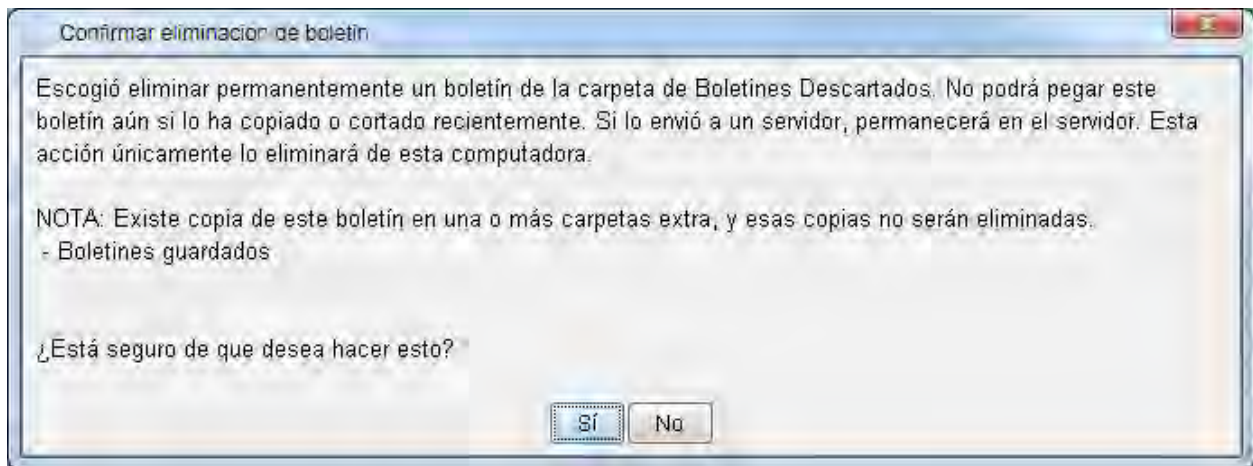 Confirmar eliminación de boletín
Escogió eliminar permanentemente un boletín de la carpeta de Boletines Descartados. No podrá pegar este
boletín aún si lo ha copiado o cortado recientemente. Si lo envió a un servidor, permanecerá en el servidor. Esta
acción únicamente lo eliminará de esta computadora.
NOTA: Existe copia de este boletín en una o más carpetas extra, y esas copias no serán eliminadas.
- Boletines guardados
¿Está seguro de que desea hacer esto?
Sí No